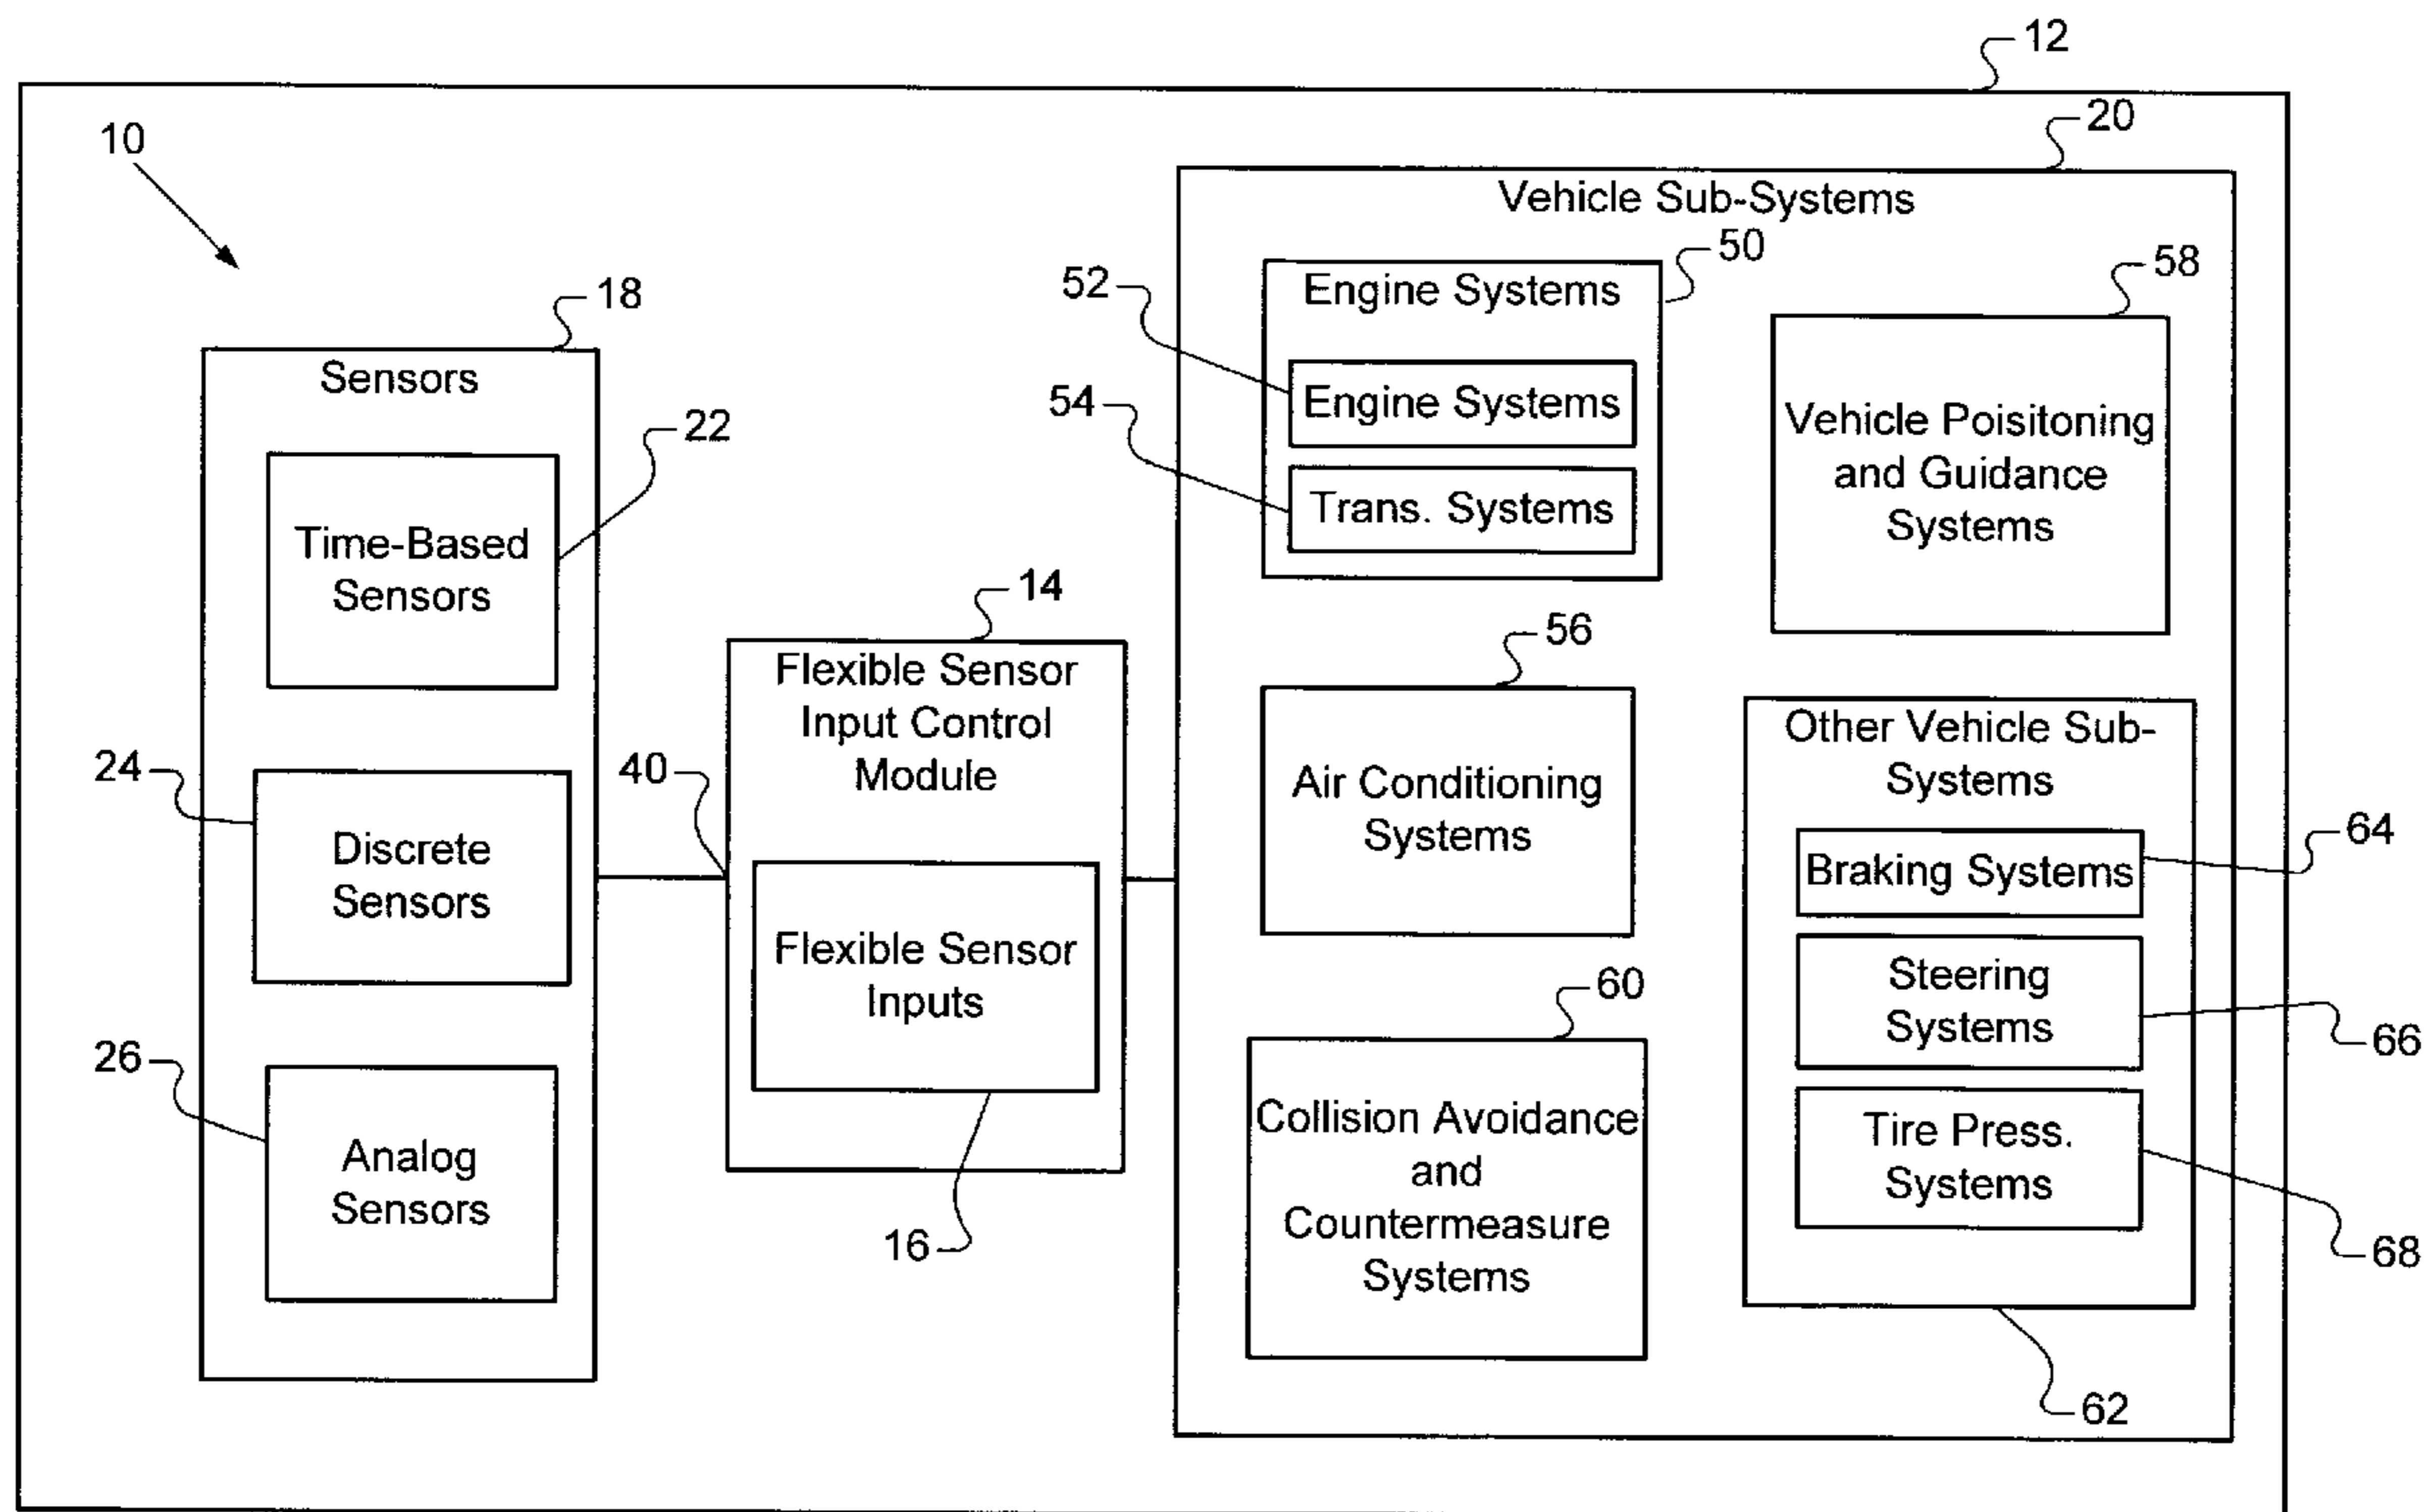 12
20
10
Vehicle Sub-Systems
50
58
18
52
Engine Systems
Sensors
54
Engine Systems
Trans. Systems
Vehicle Poisitoning
and Guidance
Systems
22
Time-Based
Sensors
14
56
Flexible Sensor
Input Control
Module
40
24
Discrete
Sensors
Air Conditioning
Systems
Other Vehicle Sub-
Systems
64
Braking Systems
Flexible Sensor
Inputs
Steering
Systems
66
60
26
Analog
Sensors
16
Collision Avoidance
and
Countermeasure
Systems
Tire Press.
Systems
68
62